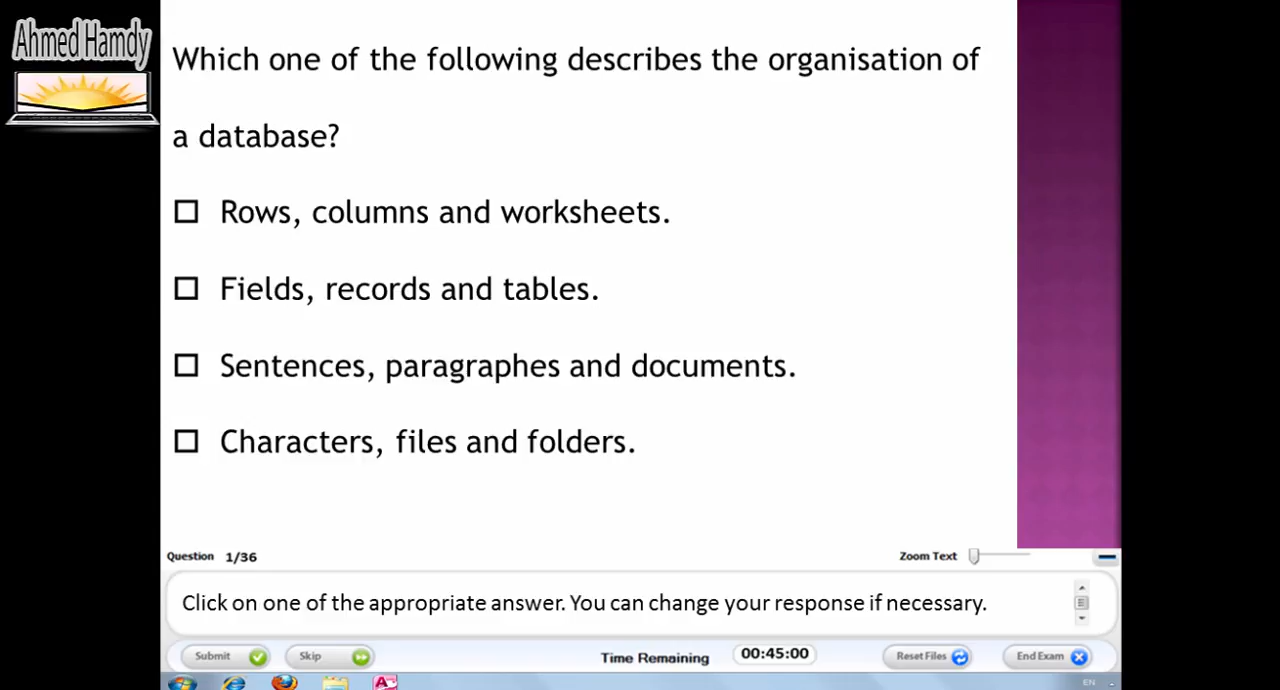 Ahmed Hamdy
Which one of the following describes the organisation of
a database?
Rows, columns and worksheets.
Fields, records and tables.
Sentences, paragraphes and documents.
Characters, files and folders.
Question 1/36
Zoom Text
Click on one of the appropriate answer. You can change your response if necessary.
Submit Skip Time Remaining 00:45:00 Reset Files End Exam
EN